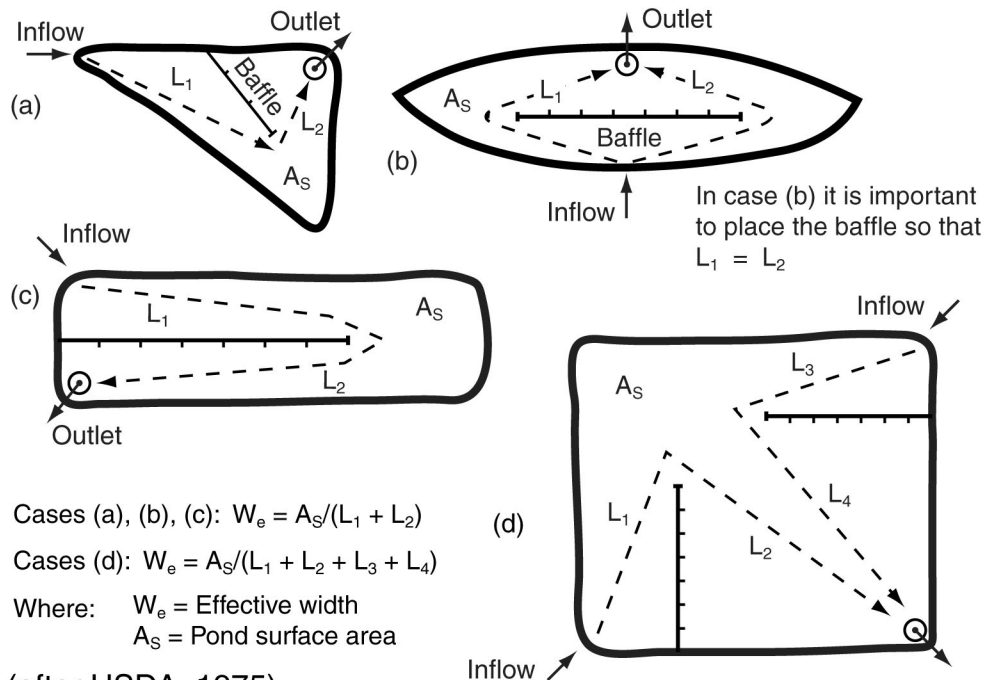 Inflow
Outlet
L1
Baffle
L2
AS
(a)
Outlet
AS
L1
L2
Baffle
(b)
Inflow
In case (b) it is important
to place the baffle so that
L1 = L2
Inflow
(c)
L1
AS
L2
Outlet
Inflow
AS
L3
L4
L1
L2
(d)
Inflow
Cases (a), (b), (c): We = AS/(L1 + L2)
Cases (d): We = AS/(L1 + L2 + L3 + L4)
Where: We = Effective width
AS = Pond surface area
(after USDA, 1975)